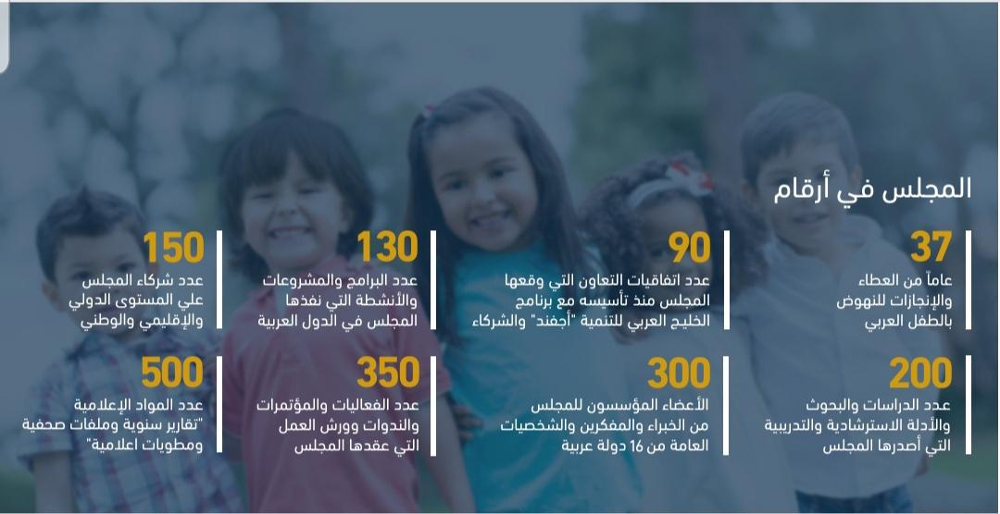 المجلس في أرقام
37
عاماً من العطاء
والإنجازات للنهوض
بالطفل العربي
90
عدد اتفاقيات التعاون التي وقعها
المجلس منذ تأسيسه مع برنامج
الخليج العربي للتنمية "أجفند" والشركاء
130
عدد البرامج والمشروعات
والأنشطة التي نفذها
المجلس في الدول العربية
150
عدد شركاء المجلس
علي المستوى الدولي
والإقليمي والوطني
200
عدد الدراسات والبحوث
والأدلة الاسترشادية والتدريبية
التي أصدرها المجلس
300
الأعضاء المؤسسون للمجلس
من الخبراء والمفكرين والشخصيات
العامة من 16 دولة عربية
350
عدد الفعاليات والمؤتمرات
والندوات وورش العمل
التي عقدها المجلس
500
عدد المواد الإعلامية
"تقارير سنوية وملفات صحفية
ومطويات اعلامية"